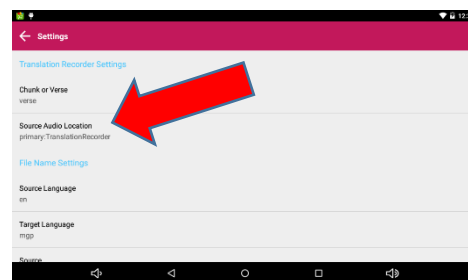 12:
Settings
Translation Recorder Settings
Chunk or Verse
verse
Source Audio Location
primary:TranslationRecorder
File Name Settings
Source Language
en
Target Language
mgp
Source